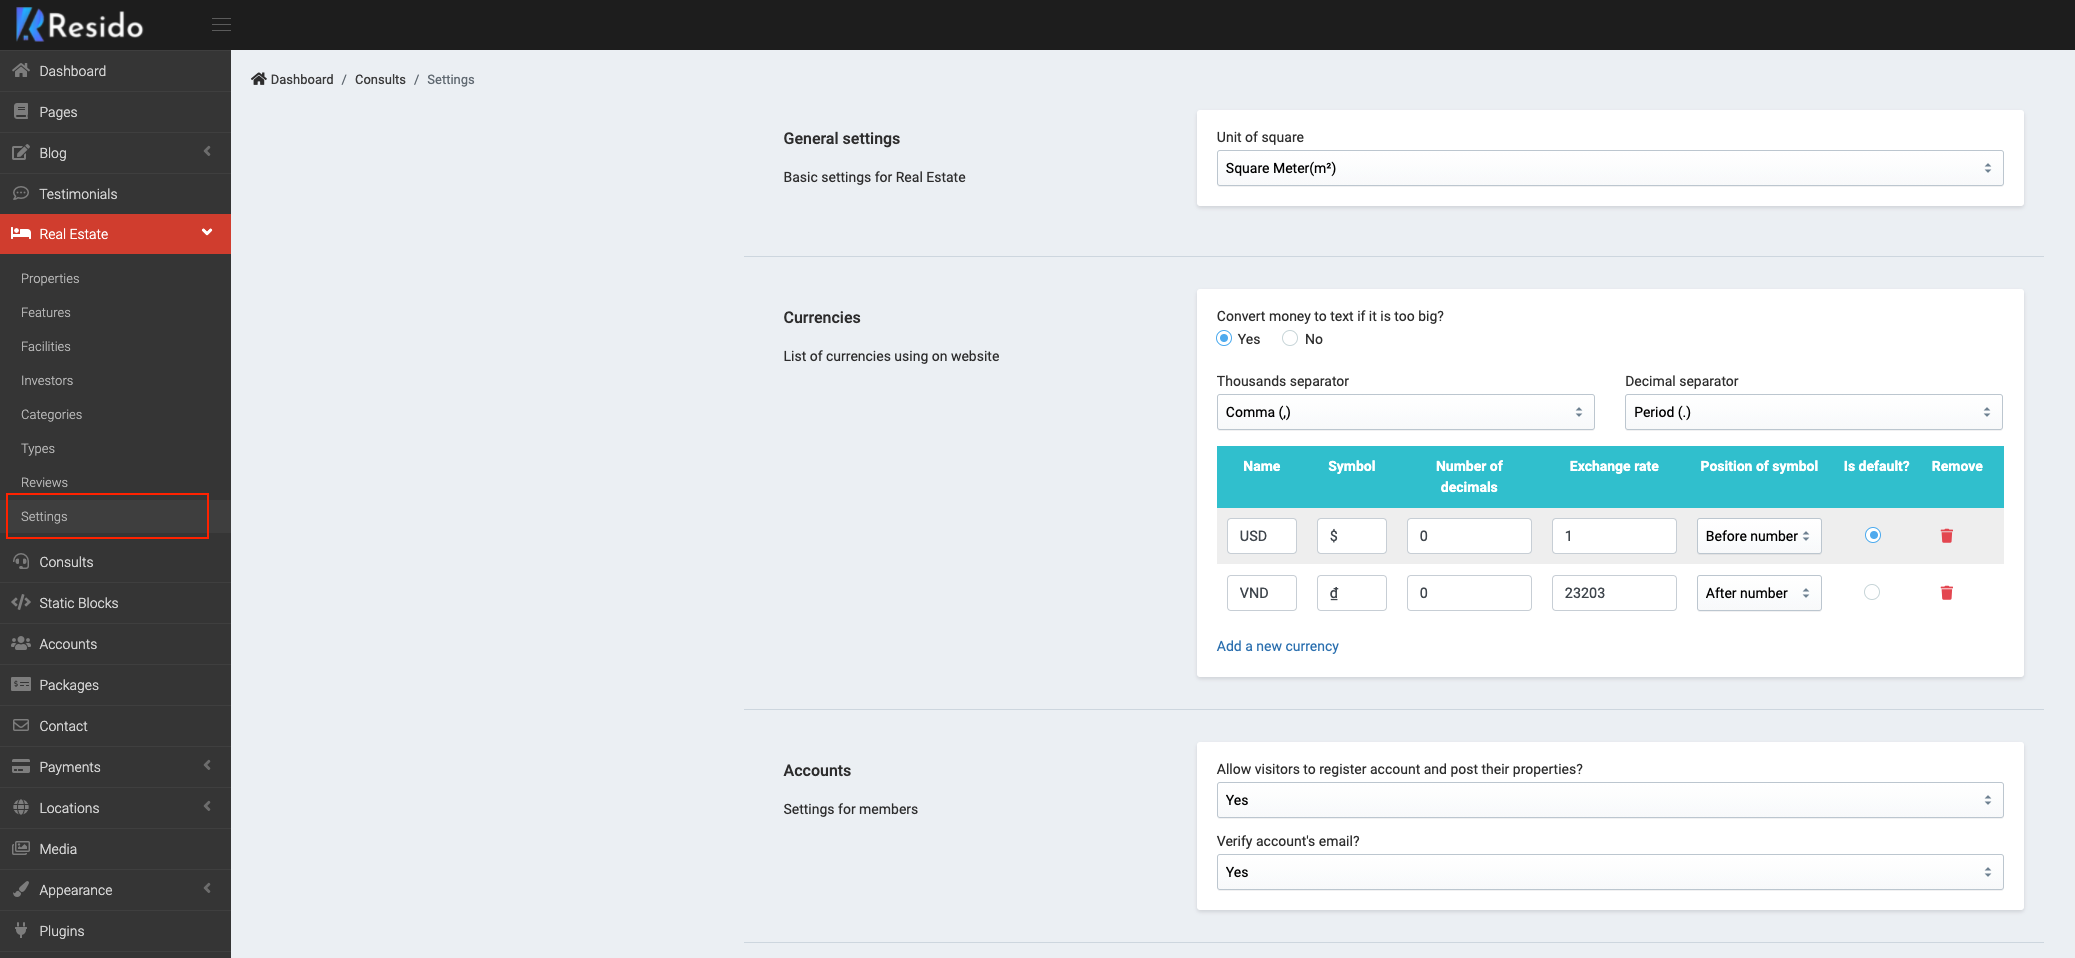 Resido
Dashboard
Pages
Blog
Testimonials
Real Estate
Properties
Features
Facilities
Investors
Categories
Types
Reviews
Settings
Consults
Static Blocks
Accounts
Packages
Contact
Payments
Locations
Media
Appearance
Plugins
Dashboard / Consults / Settings
General settings
Basic settings for Real Estate
Unit of square
Square Meter(m²)
Currencies
List of currencies using on website
Convert money to text if it is too big?
Yes No
Thousands separator Decimal separator
Comma (,) Period (.)
Name Symbol Number of decimals Exchange rate Position of symbol Is default? Remove
USD $ 0 1 Before number
VND ₫ 0 23203 After number
Add a new currency
Accounts
Settings for members
Allow visitors to register account and post their properties?
Yes
Verify account's email?
Yes